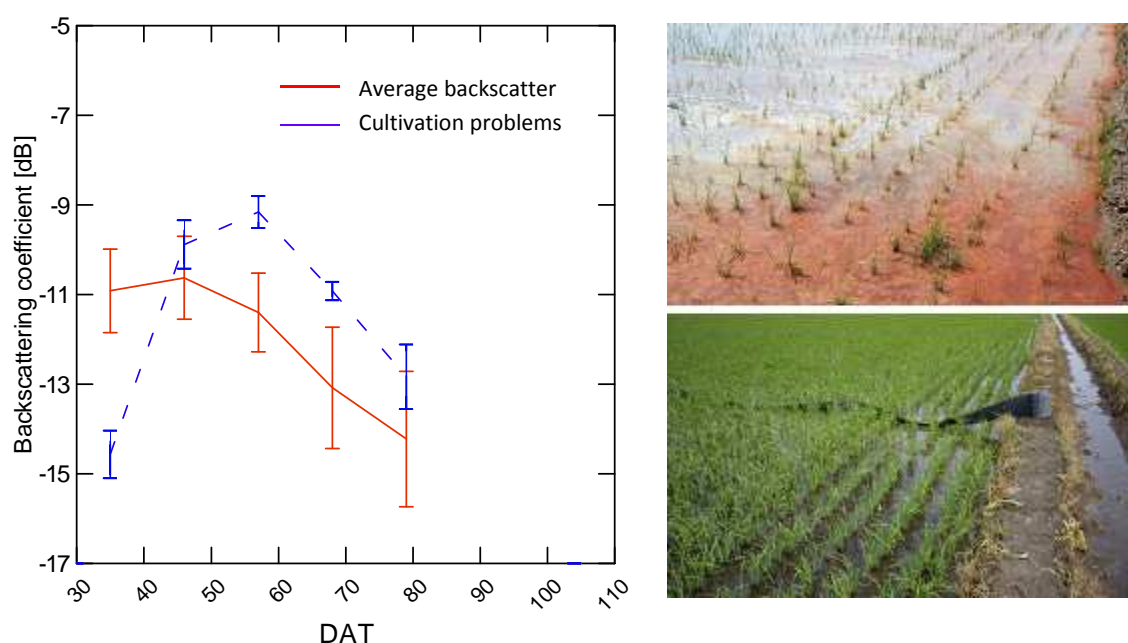 -5
-7
-9
-11
-13
-15
-17
Backscattering coefficient [dB]
Average backscatter
Cultivation problems
30 40 50 60 70 80 90 100 110
DAT